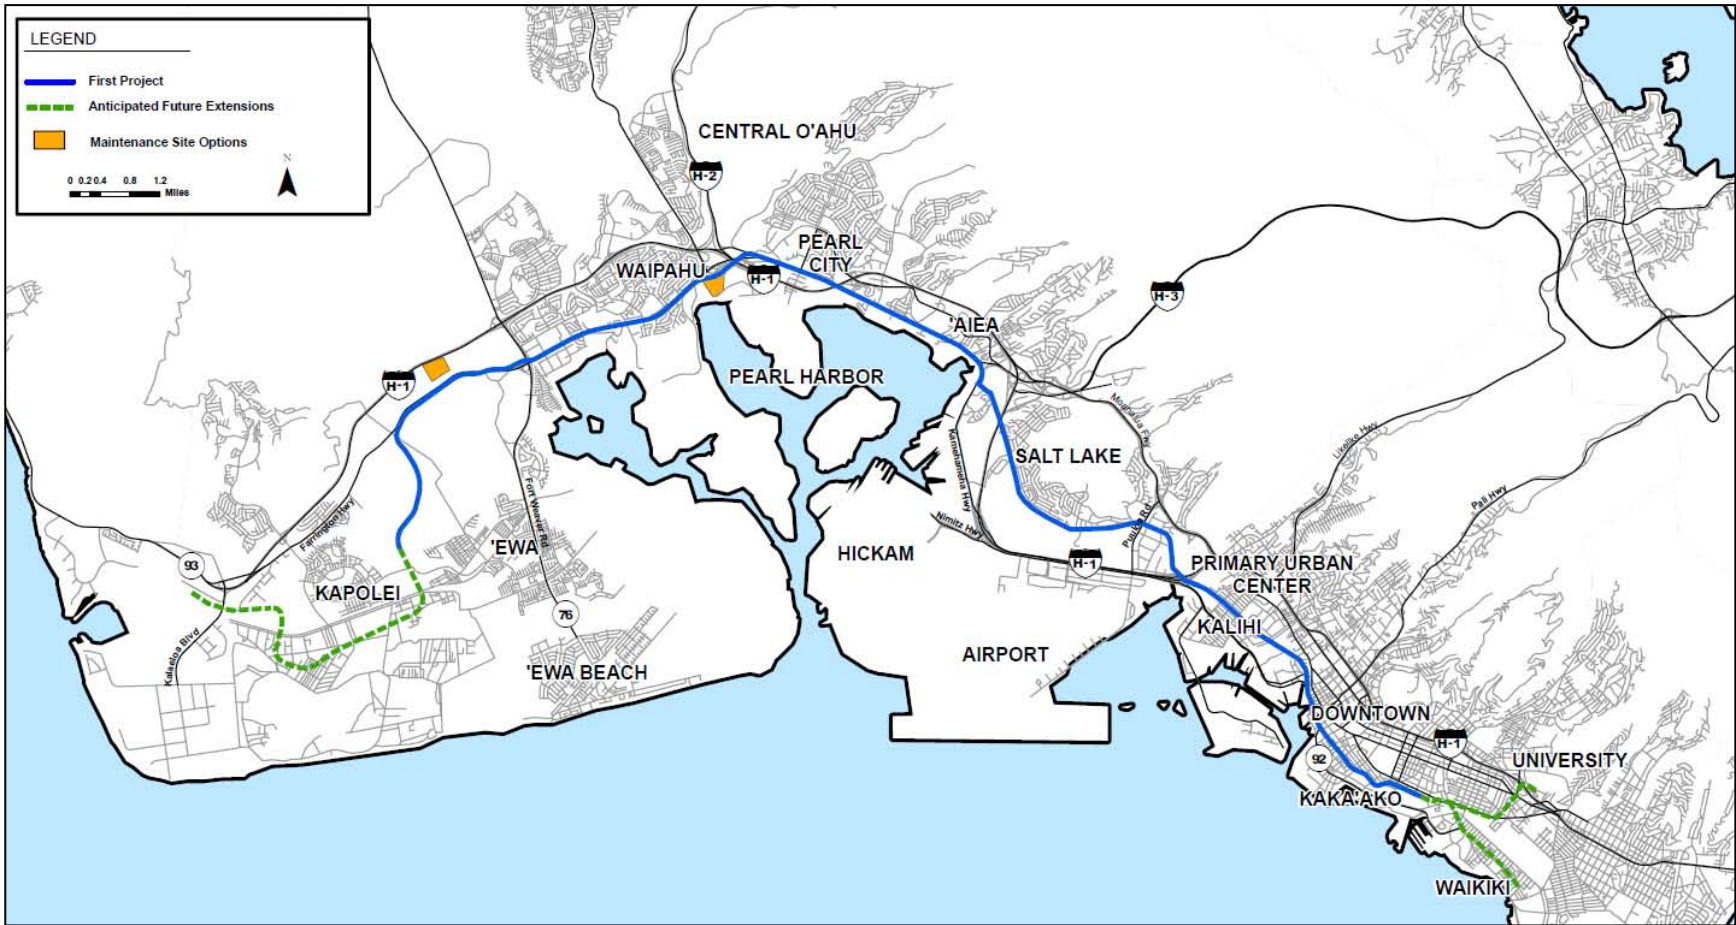 LEGEND
First Project
Anticipated Future Extensions
Maintenance Site Options
N
0 0.2 0.4 0.8 1.2
Miles
CENTRAL O'AHU
H-2
PEARL
CITY
WAIPAHU
H-1
H-3
'AIEA
PEARL HARBOR
H-1
Moanalua Fwy
Likelike Hwy
Kamehameha Hwy
SALT LAKE
Pali Hwy
Fort Weaver Rd
Farrington Hwy
Nimitz Hwy
Puuloa Rd
'EWA
HICKAM
H-1
93
PRIMARY URBAN
CENTER
KAPOLEI
76
KALIHI
Kalaeloa Blvd
AIRPORT
'EWA BEACH
DOWNTOWN
H-1
92
UNIVERSITY
KAKA'AKO
WAIKIKI